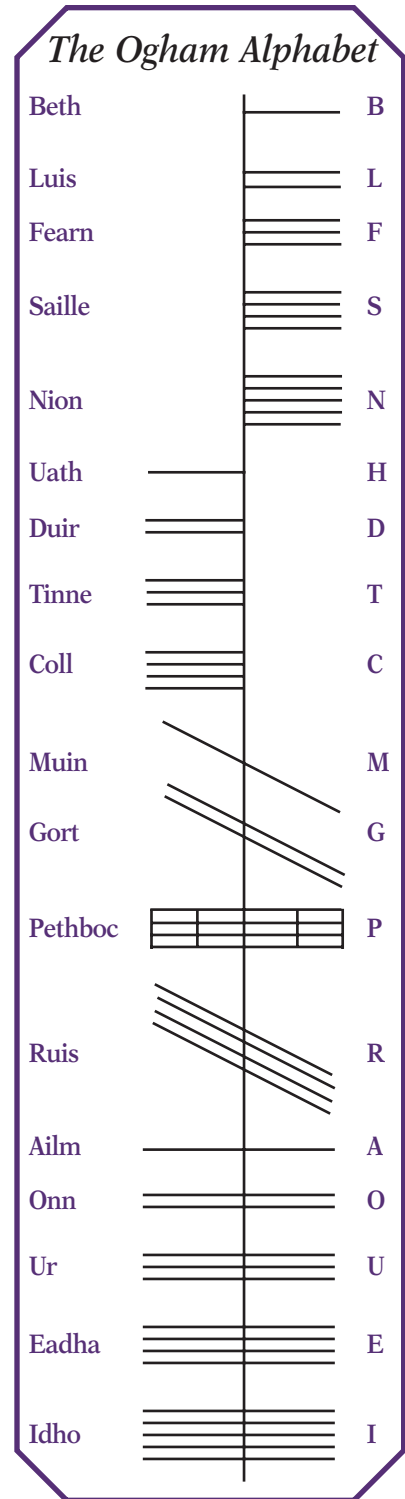 The Ogham Alphabet
Beth B
Luis L
Fearn F
Saille S
Nion N
Uath H
Duir D
Tinne T
Coll C
Muin M
Gort G
Pethboc P
Ruis R
Ailm A
Onn O
Ur U
Eadha E
Idho I